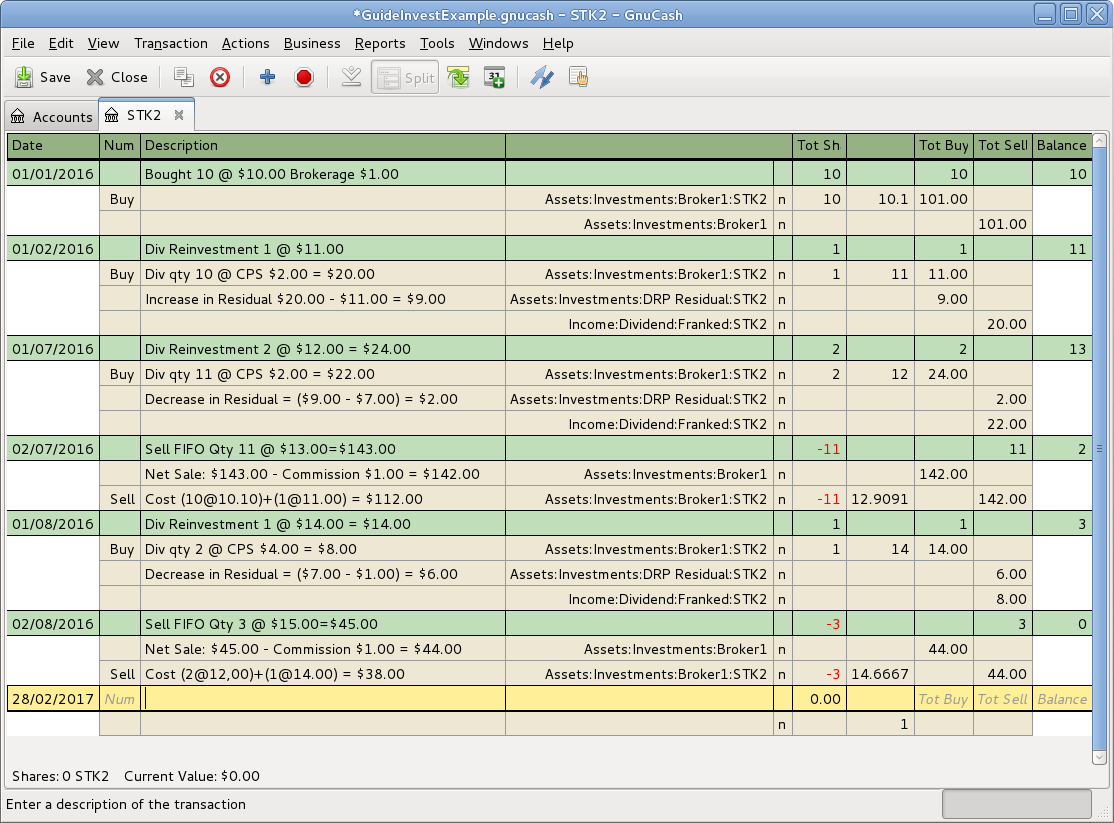 *GuideInvestExample.gnucash – STK2 – GnuCash
File Edit View Transaction Actions Business Reports Tools Windows Help
Save Close Split 31
Accounts STK2
Date Num Description Tot Sh Tot Buy Tot Sell Balance
01/01/2016 Bought 10 @ $10.00 Brokerage $1.00 10 10 10
Buy Assets:Investments:Broker1:STK2 n 10 10.1 101.00
Assets:Investments:Broker1 n 101.00
01/02/2016 Div Reinvestment 1 @ $11.00 1 1 11
Buy Div qty 10 @ CPS $2.00 = $20.00 Assets:Investments:Broker1:STK2 n 1 11 11.00
Increase in Residual $20.00 - $11.00 = $9.00 Assets:Investments:DRP Residual:STK2 n 9.00
Income:Dividend:Franked:STK2 n 20.00
01/07/2016 Div Reinvestment 2 @ $12.00 = $24.00 2 2 13
Buy Div qty 11 @ CPS $2.00 = $22.00 Assets:Investments:Broker1:STK2 n 2 12 24.00
Decrease in Residual = ($9.00 - $7.00) = $2.00 Assets:Investments:DRP Residual:STK2 n 2.00
Income:Dividend:Franked:STK2 n 22.00
02/07/2016 Sell FIFO Qty 11 @ $13.00=$143.00 -11 11 2
Net Sale: $143.00 - Commission $1.00 = $142.00 Assets:Investments:Broker1 n 142.00
Sell Cost (10@10.10)+(1@11.00) = $112.00 Assets:Investments:Broker1:STK2 n -11 12.9091 142.00
01/08/2016 Div Reinvestment 1 @ $14.00 = $14.00 1 1 3
Buy Div qty 2 @ CPS $4.00 = $8.00 Assets:Investments:Broker1:STK2 n 1 14 14.00
Decrease in Residual = ($7.00 - $1.00) = $6.00 Assets:Investments:DRP Residual:STK2 n 6.00
Income:Dividend:Franked:STK2 n 8.00
02/08/2016 Sell FIFO Qty 3 @ $15.00=$45.00 -3 3 0
Net Sale: $45.00 - Commission $1.00 = $44.00 Assets:Investments:Broker1 n 44.00
Sell Cost (2@12,00)+(1@14.00) = $38.00 Assets:Investments:Broker1:STK2 n -3 14.6667 44.00
28/02/2017 Num 0.00 Tot Buy Tot Sell Balance
n 1
Shares: 0 STK2 Current Value: $0.00
Enter a description of the transaction